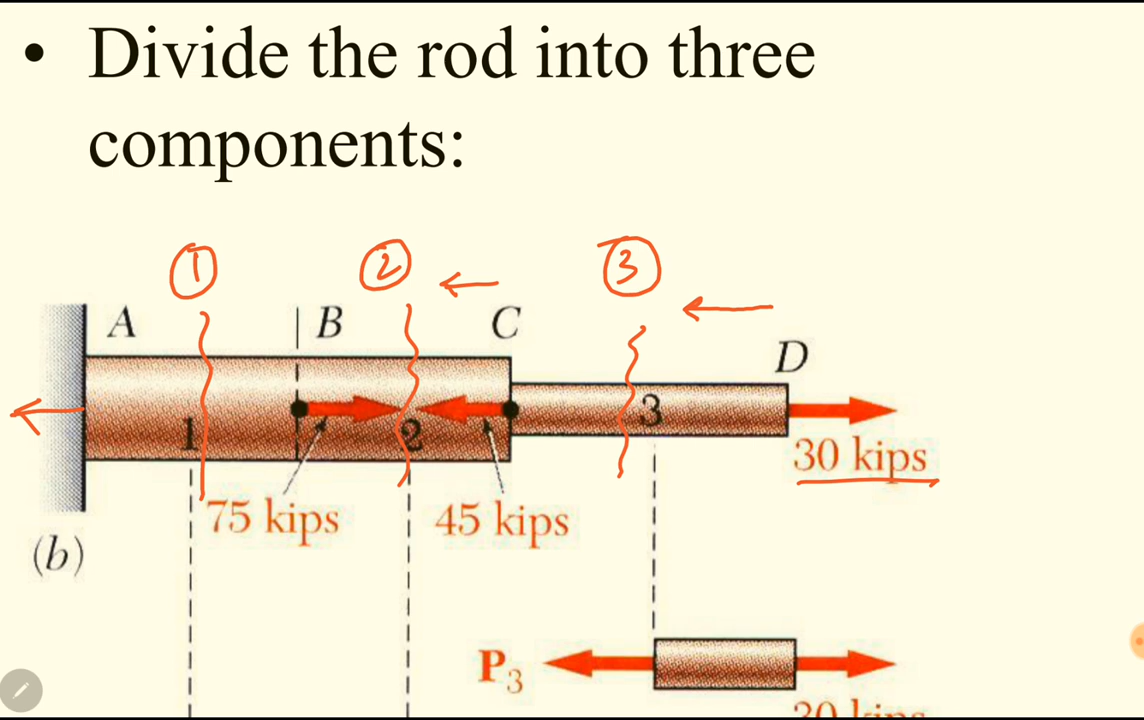 • Divide the rod into three
components:
1 2 3
A B C D
1 2 3
30 kips
75 kips 45 kips
(b)
P3